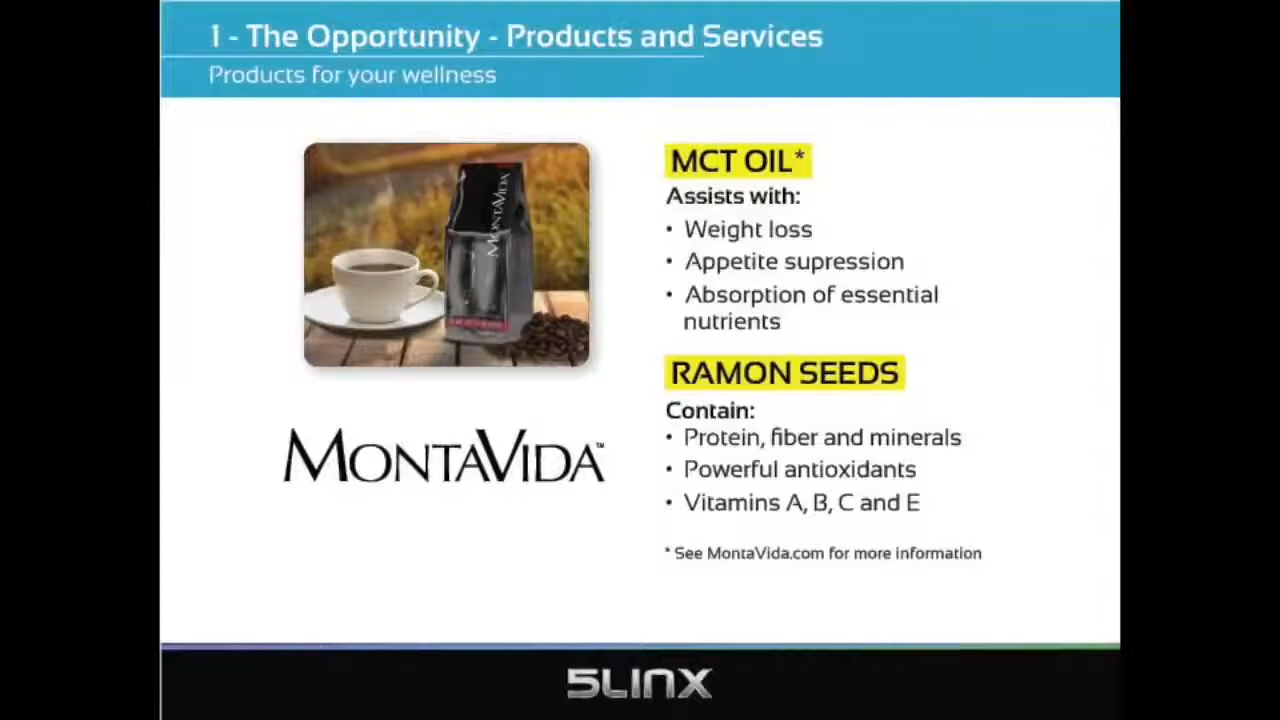 1 - The Opportunity - Products and Services
Products for your wellness
MONTAVIDA
MCT OIL*
Assists with:
• Weight loss
• Appetite supression
• Absorption of essential
nutrients
RAMON SEEDS
Contain:
• Protein, fiber and minerals
• Powerful antioxidants
• Vitamins A, B, C and E
* See MontaVida.com for more information
MONTAVIDA™
5LINX